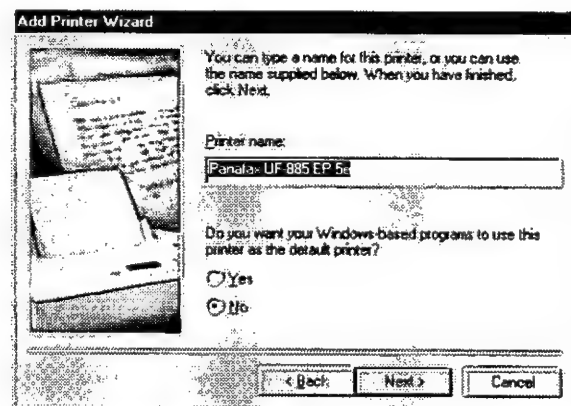 Add Printer Wizard
You can type a name for this printer, or you can use
the name supplied below. When you have finished,
click Next.
Printer name:
Panafax UF-885 EP 5e
Do you want your Windows-based programs to use this
printer as the default printer?
Yes
No
< Back
Next >
Cancel